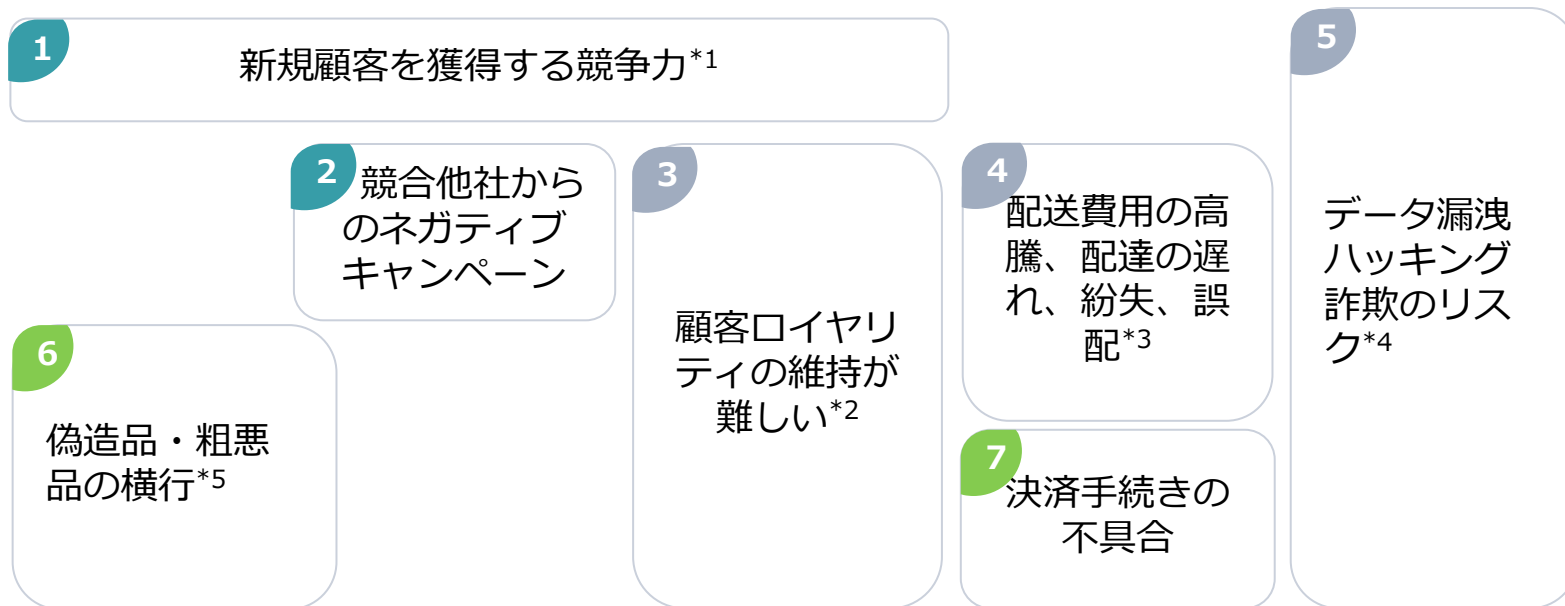 1
新規顧客を獲得する競争力*1
2
競合他社から
のネガティブ
キャンペーン
3
顧客ロイヤリ
ティの維持が
難しい*2
4
配送費用の高
騰、配達の遅
れ、紛失、誤
配*3
5
データ漏洩
ハッキング
詐欺のリス
ク*4
6
偽造品・粗悪
品の横行*5
7
決済手続きの
不具合